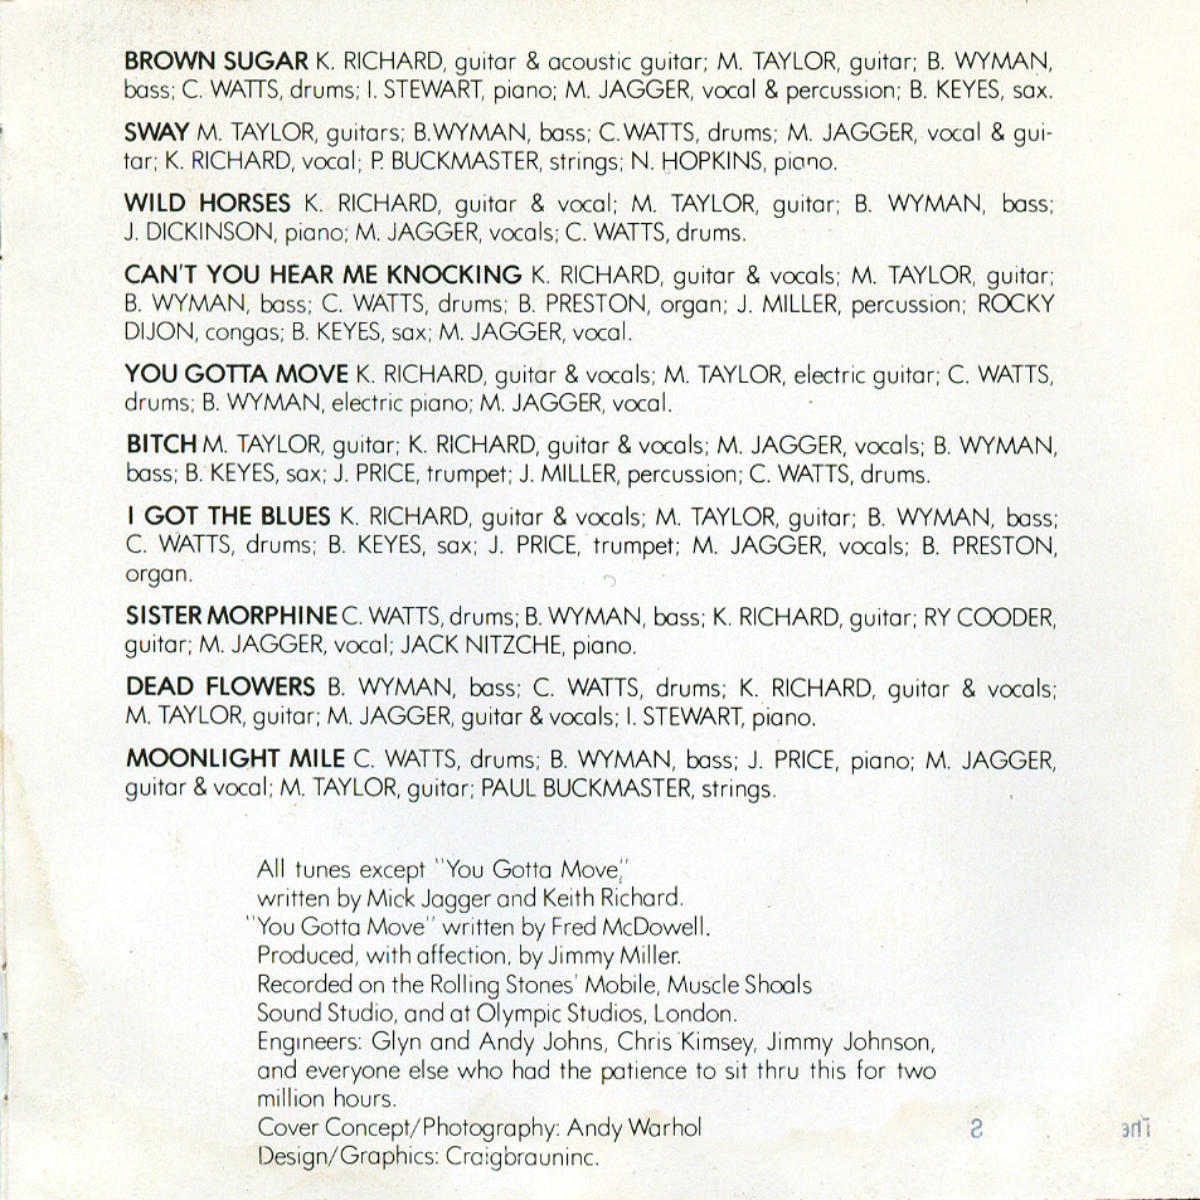 BROWN SUGAR K. RICHARD, guitar & acoustic guitar; M. TAYLOR, guitar; B. WYMAN,
bass; C. WATTS, drums; I. STEWART, piano; M. JAGGER, vocal & percussion; B. KEYES, sax.
SWAY M. TAYLOR, guitars; B.WYMAN, bass; C.WATTS, drums; M. JAGGER, vocal & gui-
tar; K. RICHARD, vocal; P. BUCKMASTER, strings; N. HOPKINS, piano.
WILD HORSES K. RICHARD, guitar & vocal; M. TAYLOR, guitar; B. WYMAN, bass;
J. DICKINSON, piano; M. JAGGER, vocals; C. WATTS, drums.
CAN'T YOU HEAR ME KNOCKING K. RICHARD, guitar & vocals; M. TAYLOR, guitar;
B. WYMAN, bass; C. WATTS, drums; B. PRESTON, organ; J. MILLER, percussion; ROCKY
DIJON, congas; B. KEYES, sax; M. JAGGER, vocal.
YOU GOTTA MOVE K. RICHARD, guitar & vocals; M. TAYLOR, electric guitar; C. WATTS,
drums; B. WYMAN, electric piano; M. JAGGER, vocal.
BITCH M. TAYLOR, guitar; K. RICHARD, guitar & vocals; M. JAGGER, vocals; B. WYMAN,
bass; B. KEYES, sax; J. PRICE, trumpet; J. MILLER, percussion; C. WATTS, drums.
I GOT THE BLUES K. RICHARD, guitar & vocals; M. TAYLOR, guitar; B. WYMAN, bass;
C. WATTS, drums; B. KEYES, sax; J. PRICE, trumpet; M. JAGGER, vocals; B. PRESTON,
organ.
SISTER MORPHINE C. WATTS, drums; B. WYMAN, bass; K. RICHARD, guitar; RY COODER,
guitar; M. JAGGER, vocal; JACK NITZCHE, piano.
DEAD FLOWERS B. WYMAN, bass; C. WATTS, drums; K. RICHARD, guitar & vocals;
M. TAYLOR, guitar; M. JAGGER, guitar & vocals; I. STEWART, piano.
MOONLIGHT MILE C. WATTS, drums; B. WYMAN, bass; J. PRICE, piano; M. JAGGER,
guitar & vocal; M. TAYLOR, guitar; PAUL BUCKMASTER, strings.
All tunes except "You Gotta Move,"
written by Mick Jagger and Keith Richard.
"You Gotta Move" written by Fred McDowell.
Produced, with affection, by Jimmy Miller.
Recorded on the Rolling Stones' Mobile, Muscle Shoals
Sound Studio, and at Olympic Studios, London.
Engineers: Glyn and Andy Johns, Chris Kimsey, Jimmy Johnson,
and everyone else who had the patience to sit thru this for two
million hours.
Cover Concept/Photography: Andy Warhol
Design/Graphics: Craigbrauninc.
S The